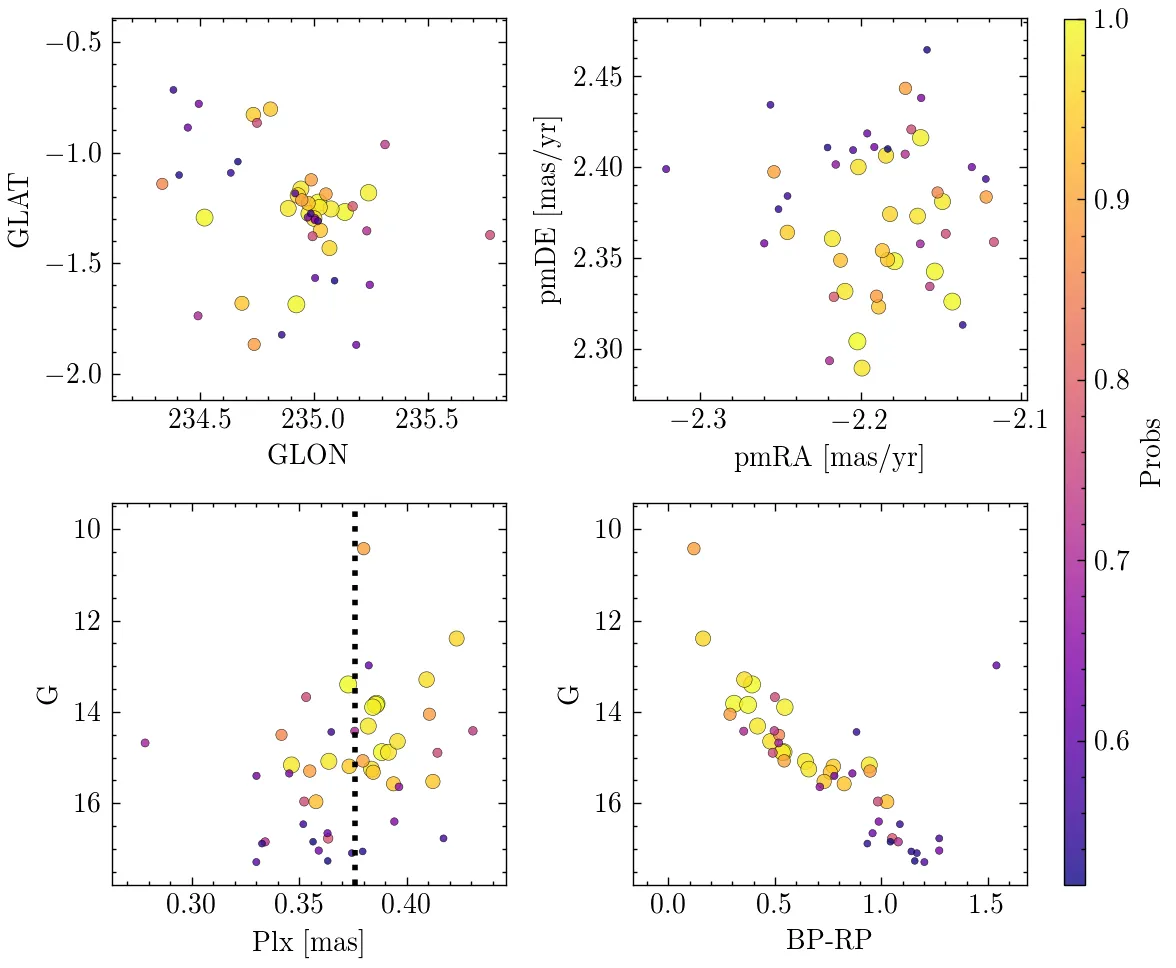 −0.5
−1.0
−1.5
−2.0
GLAT
234.5 235.0 235.5
GLON
2.45
2.40
2.35
2.30
pmDE [mas/yr]
−2.3 −2.2 −2.1
pmRA [mas/yr]
1.0
0.9
0.8
0.7
0.6
Probs
10
12
14
16
G
0.30 0.35 0.40
Plx [mas]
10
12
14
16
G
0.0 0.5 1.0 1.5
BP-RP